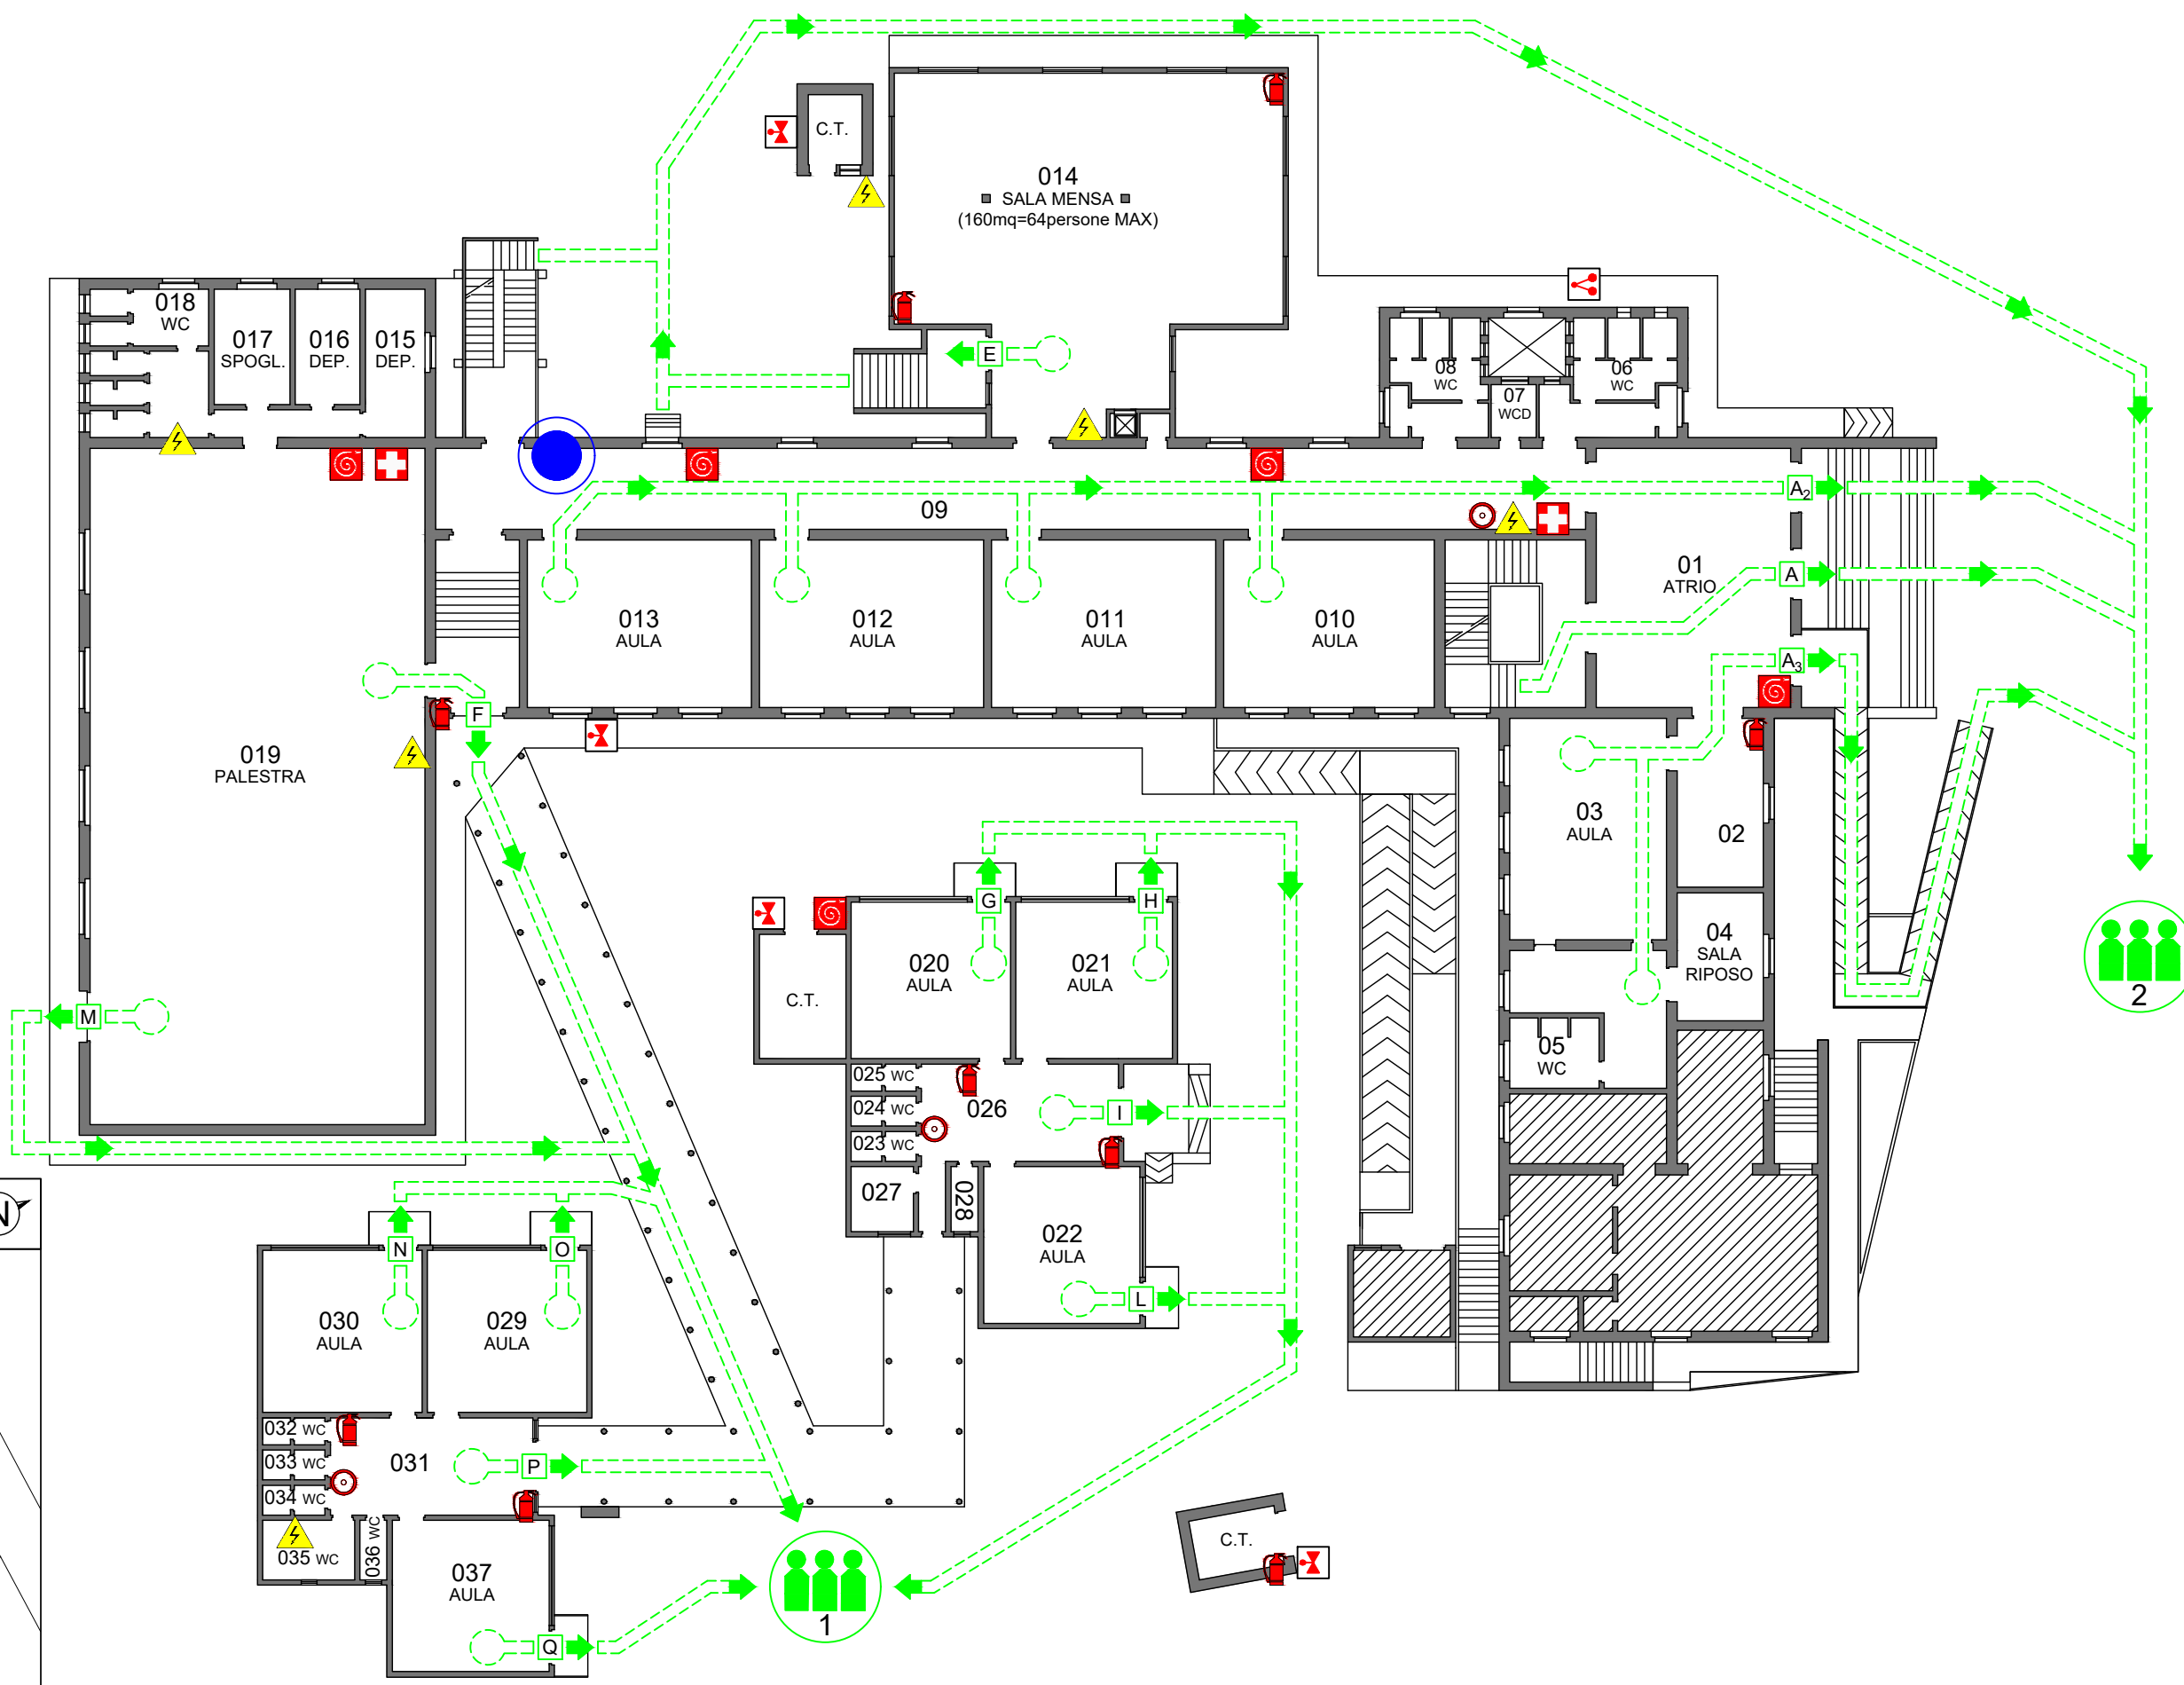 C.T.
014
SALA MENSA
(160mq=64persone MAX)
018
WC
017
SPOGL.
016
DEP.
015
DEP.
E
08
WC
07
WCD
06
WC
09
A2
A
A3
01
ATRIO
013
AULA
012
AULA
011
AULA
010
AULA
F
019
PALESTRA
03
AULA
02
04
SALA
RIPOSO
05
WC
G
H
020
AULA
021
AULA
C.T.
M
025 WC
024 WC
023 WC
026
I
027
028
022
AULA
L
2
N
N
O
030
AULA
029
AULA
032 WC
033 WC
034 WC
031
P
035 WC
036 WC
037
AULA
Q
1
C.T.